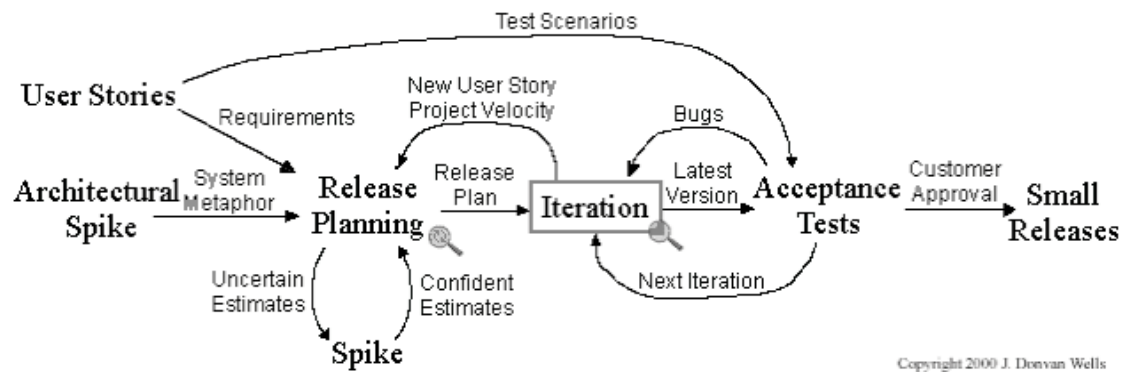 Test Scenarios
User Stories
New User Story
Project Velocity
Bugs
Requirements
Architectural
Spike
System
Metaphor
Release
Planning
Release
Plan
Iteration
Latest
Version
Acceptance
Tests
Customer
Approval
Small
Releases
Uncertain
Estimates
Confident
Estimates
Next Iteration
Spike
Copyright 2000 J. Donvan Wells